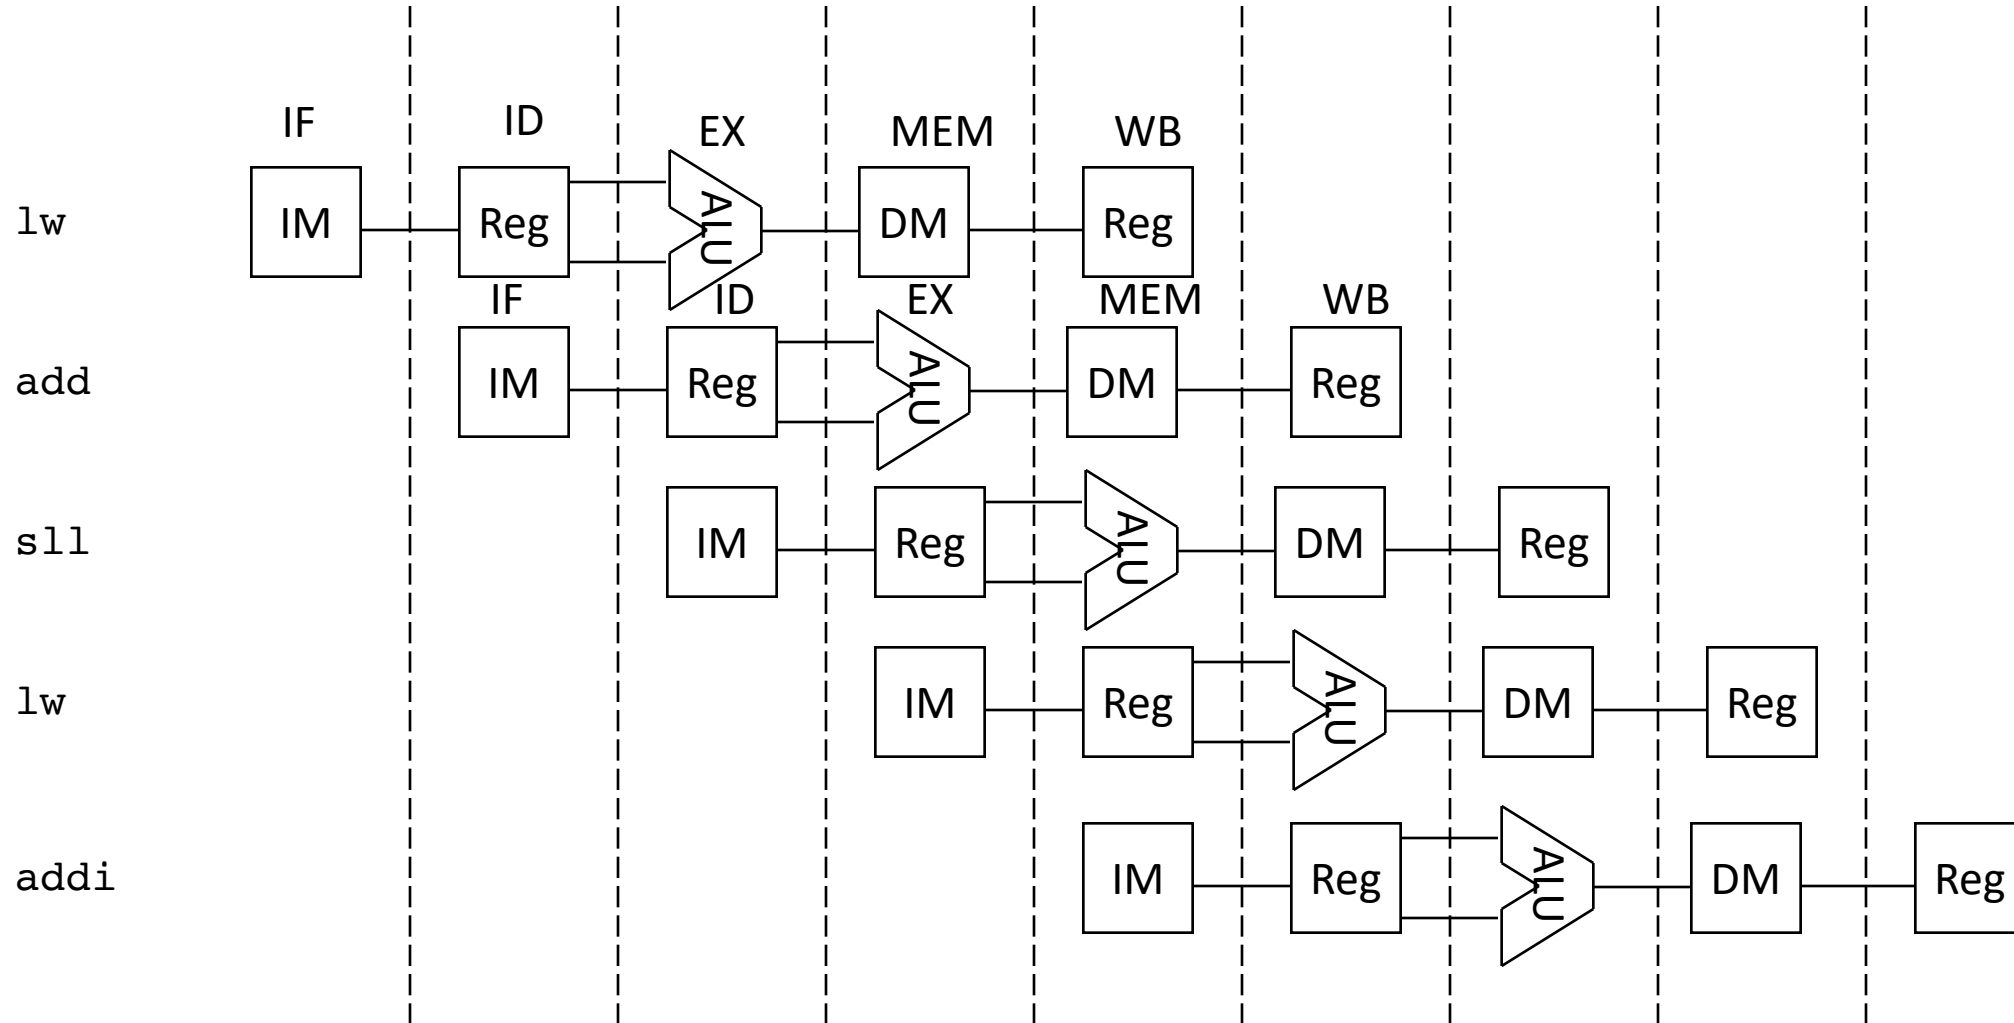 IF ID EX MEM WB
lw IM Reg ALU DM Reg
IF ID EX MEM WB
add IM Reg ALU DM Reg
sll IM Reg ALU DM Reg
lw IM Reg ALU DM Reg
addi IM Reg ALU DM Reg